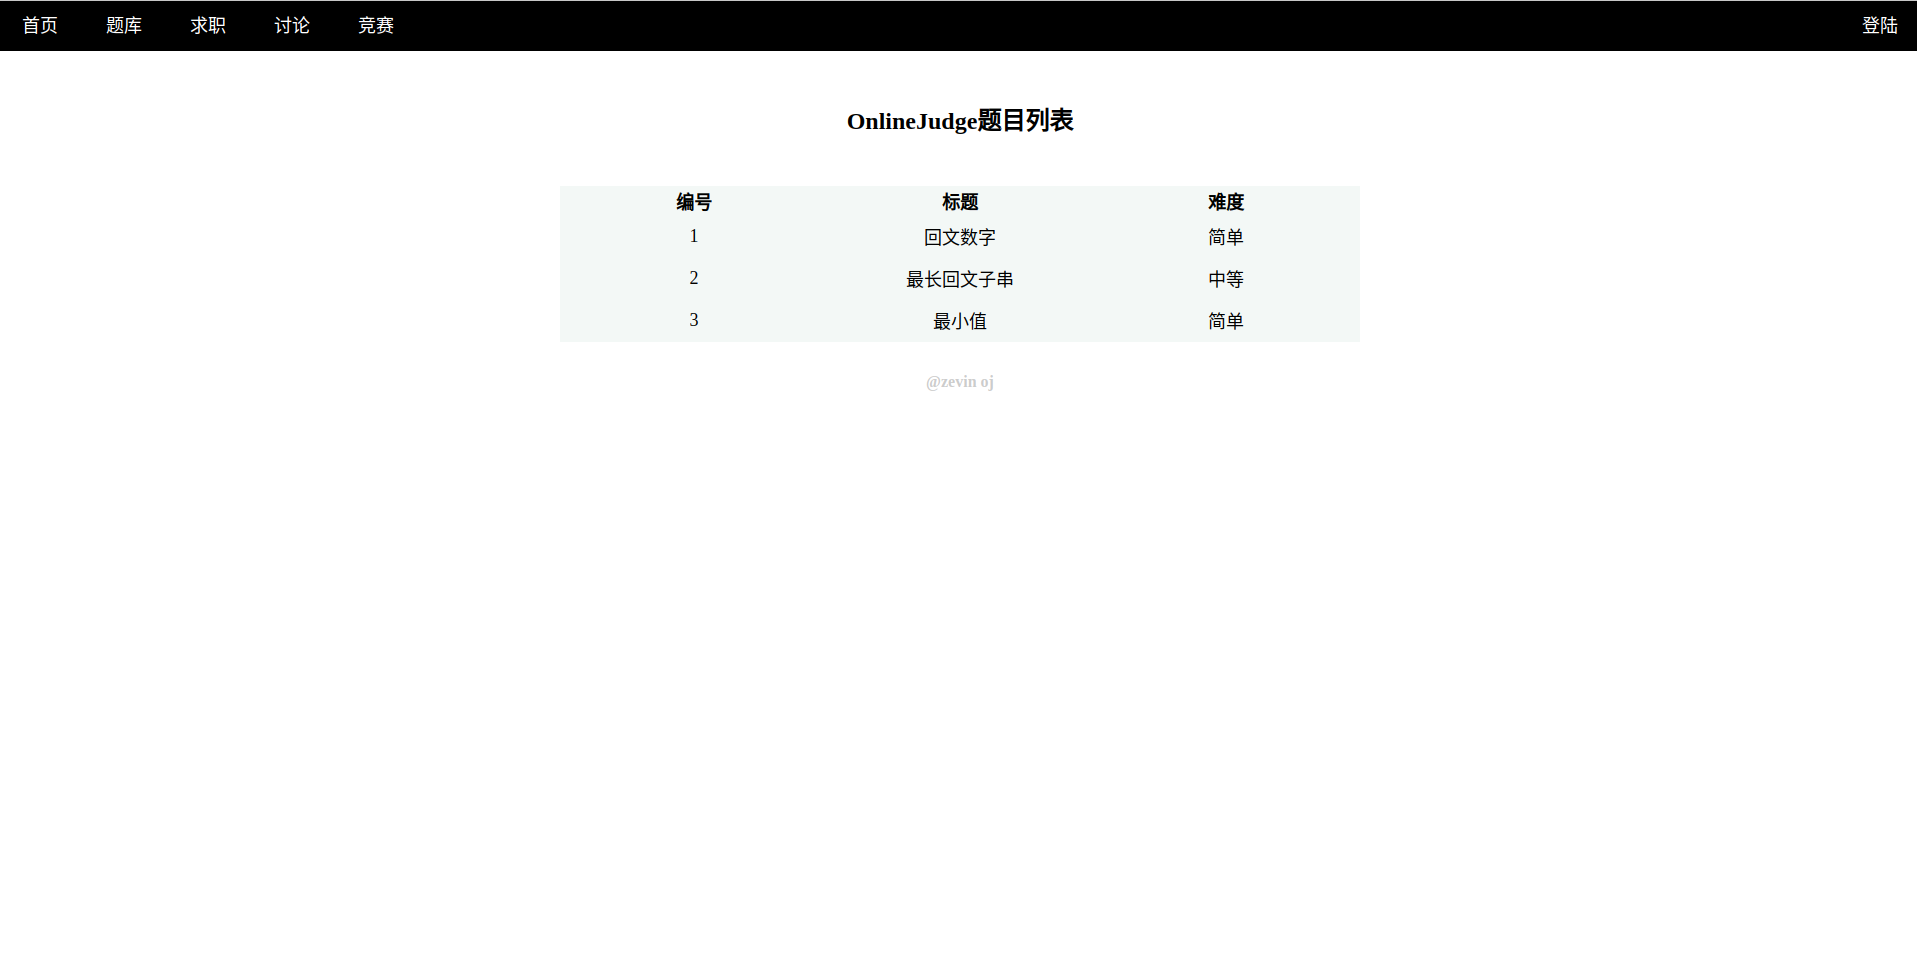 首页 题库 求职 讨论 竞赛 登陆
OnlineJudge题目列表
编号 标题 难度
1 回文数字 简单
2 最长回文子串 中等
3 最小值 简单
@zevin oj